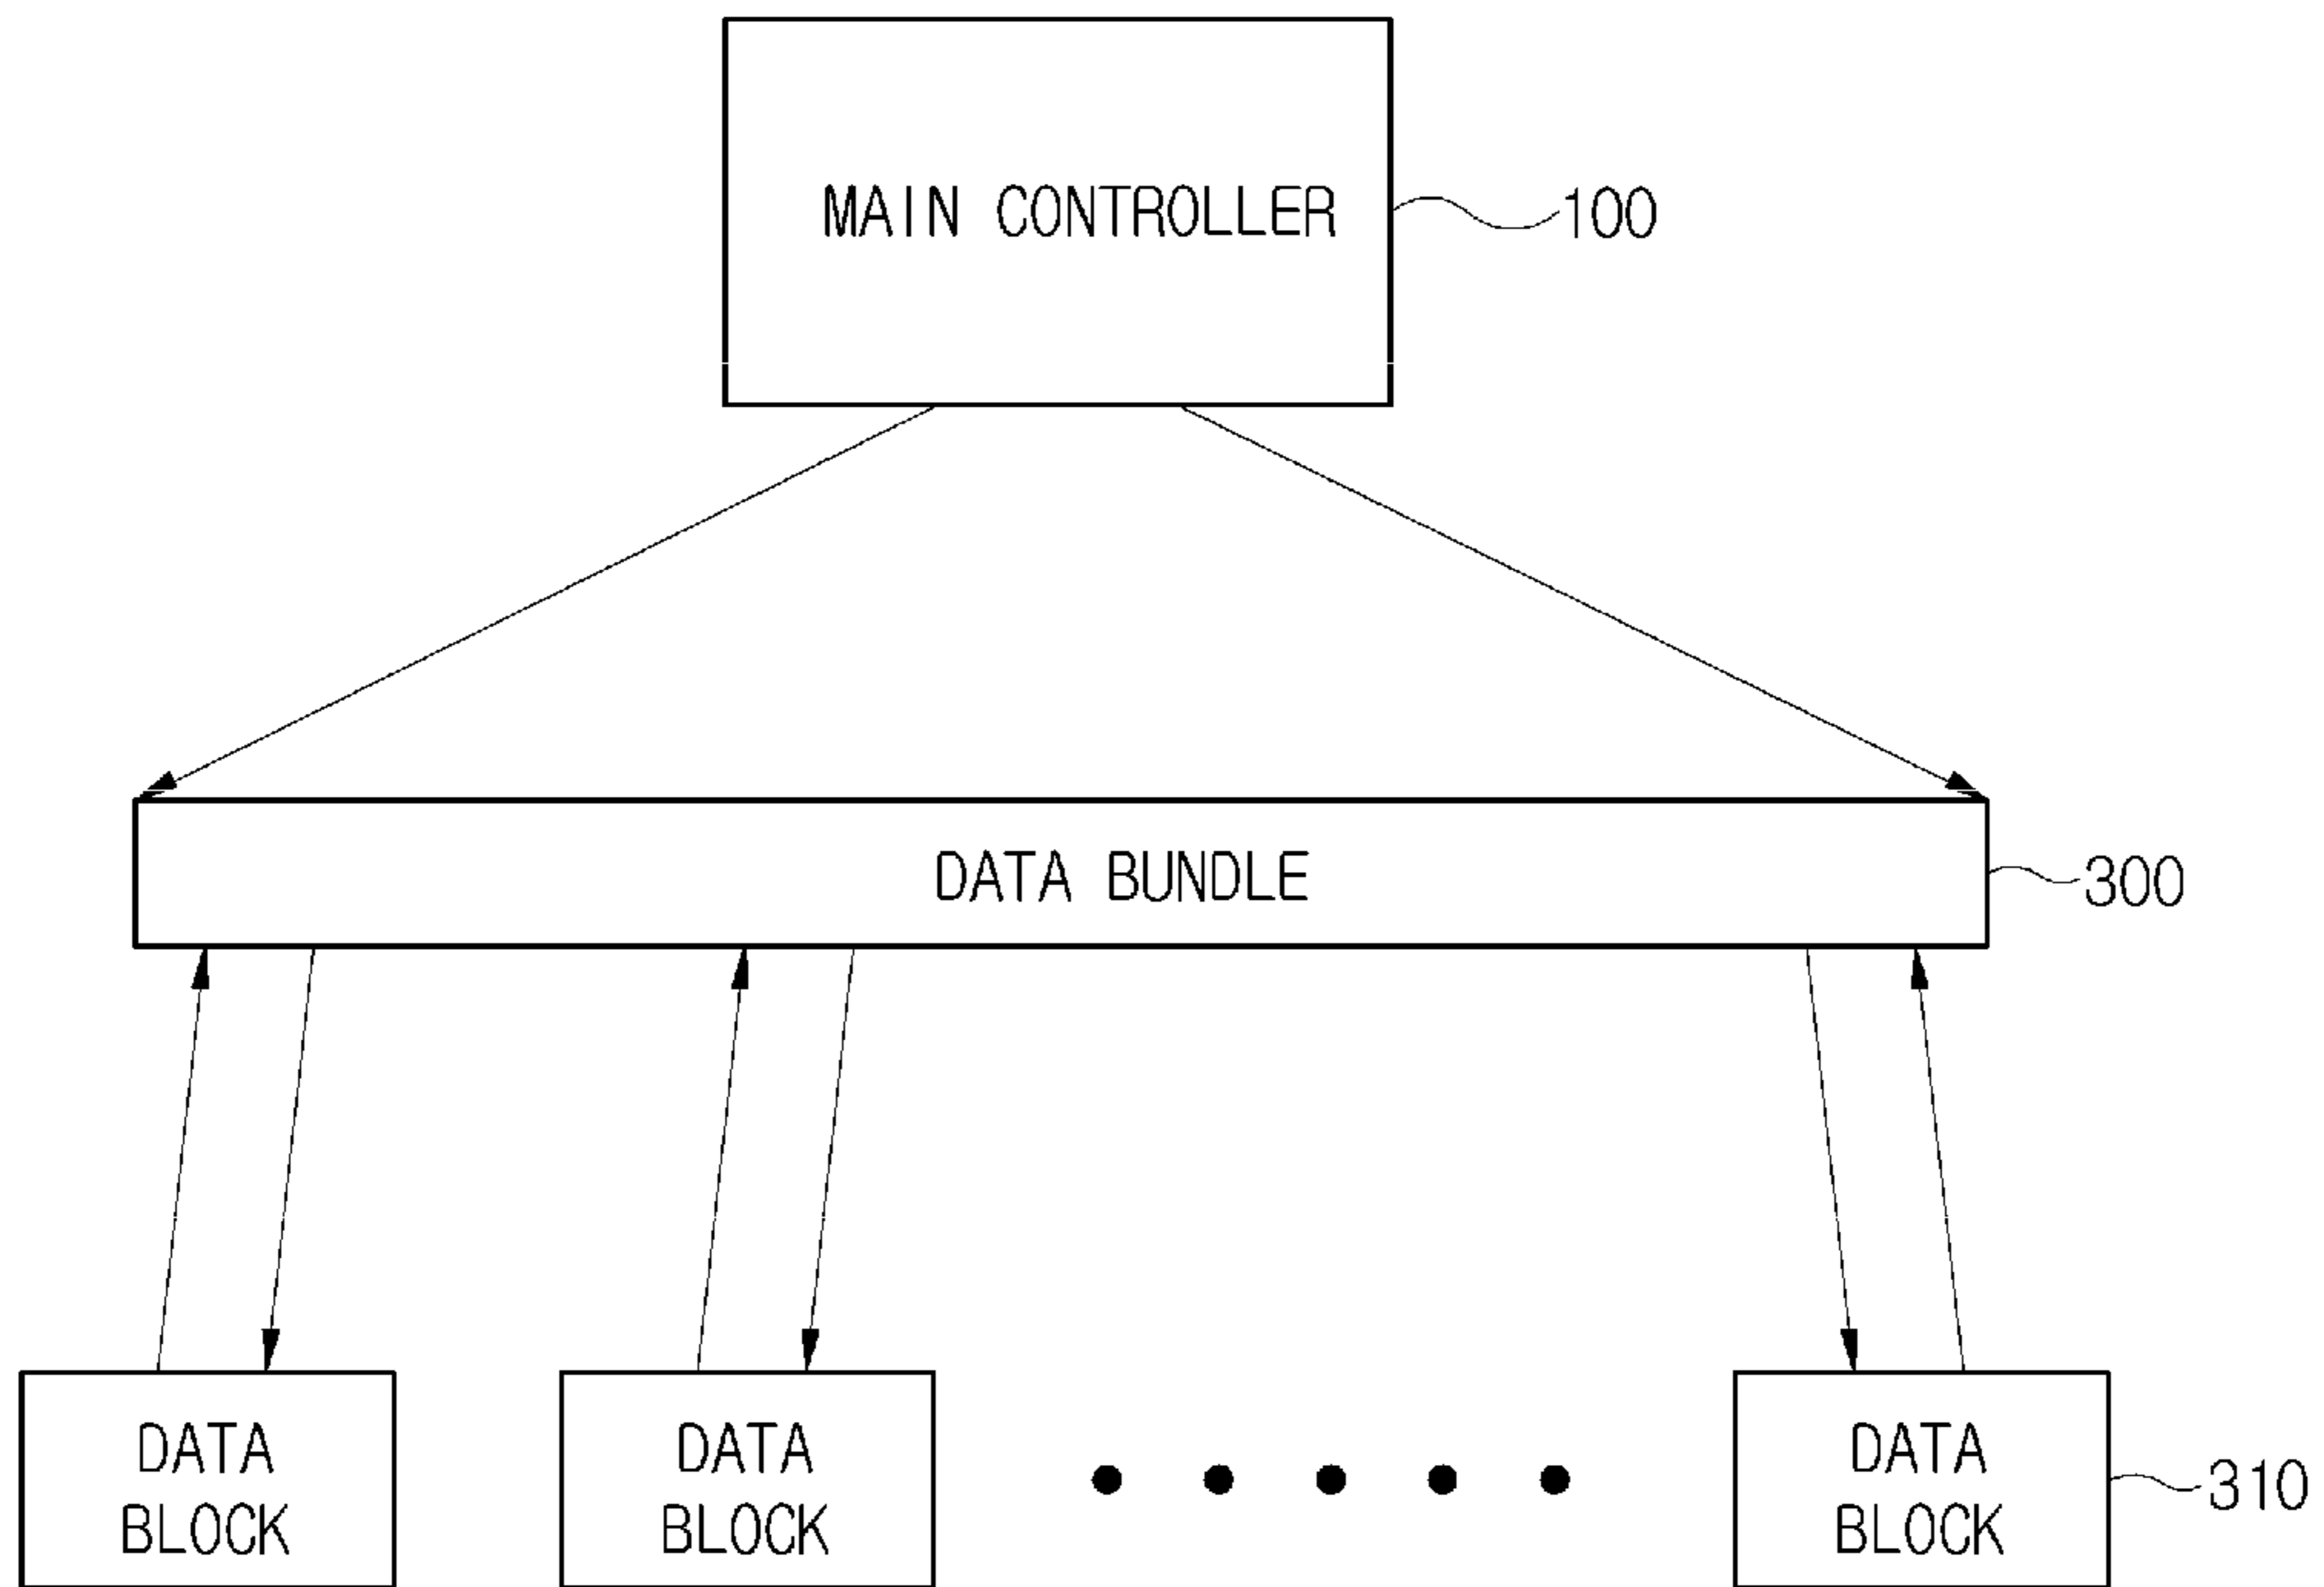 MAIN CONTROLLER
100
DATA BUNDLE
300
DATA
BLOCK
DATA
BLOCK
DATA
BLOCK
310